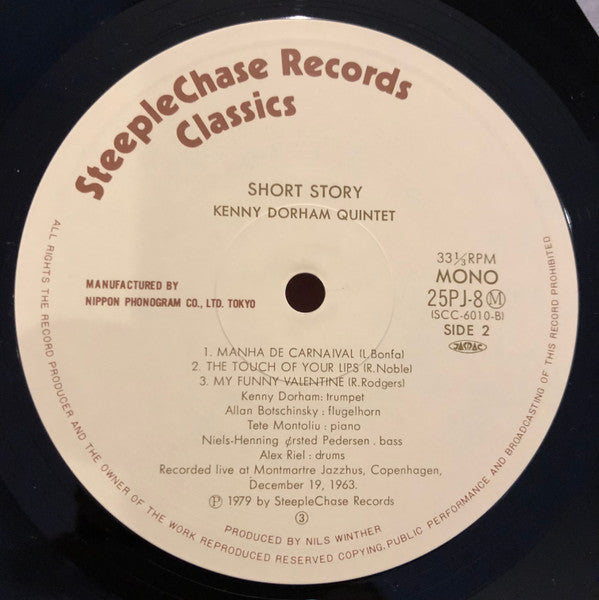 SteepleChase Records
Classics
SHORT STORY
KENNY DORHAM QUINTET
MANUFACTURED BY
NIPPON PHONOGRAM CO., LTD. TOKYO
33⅓RPM
MONO
25PJ-8 Ⓜ
(SCC-6010-B)
SIDE 2
JASRAC
1. MANHA DE CARNAIVAL (L.Bonfa)
2. THE TOUCH OF YOUR LIPS (R.Noble)
3. MY FUNNY VALENTINE (R.Rodgers)
Kenny Dorham : trumpet
Allan Botschinsky : flugelhorn
Tete Montoliu : piano
Niels-Henning ϕrsted Pedersen . bass
Alex Riel : drums
Recorded live at Montmartre Jazzhus, Copenhagen,
December 19, 1963.
Ⓟ 1979 by SteepleChase Records
③
PRODUCED BY NILS WINTHER
ALL RIGHTS THE RECORD PRODUCER AND THE OWNER OF THE WORK REPRODUCED RESERVED COPYING, PUBLIC PERFORMANCE AND BROADCASTING OF THIS RECORD PROHIBITED